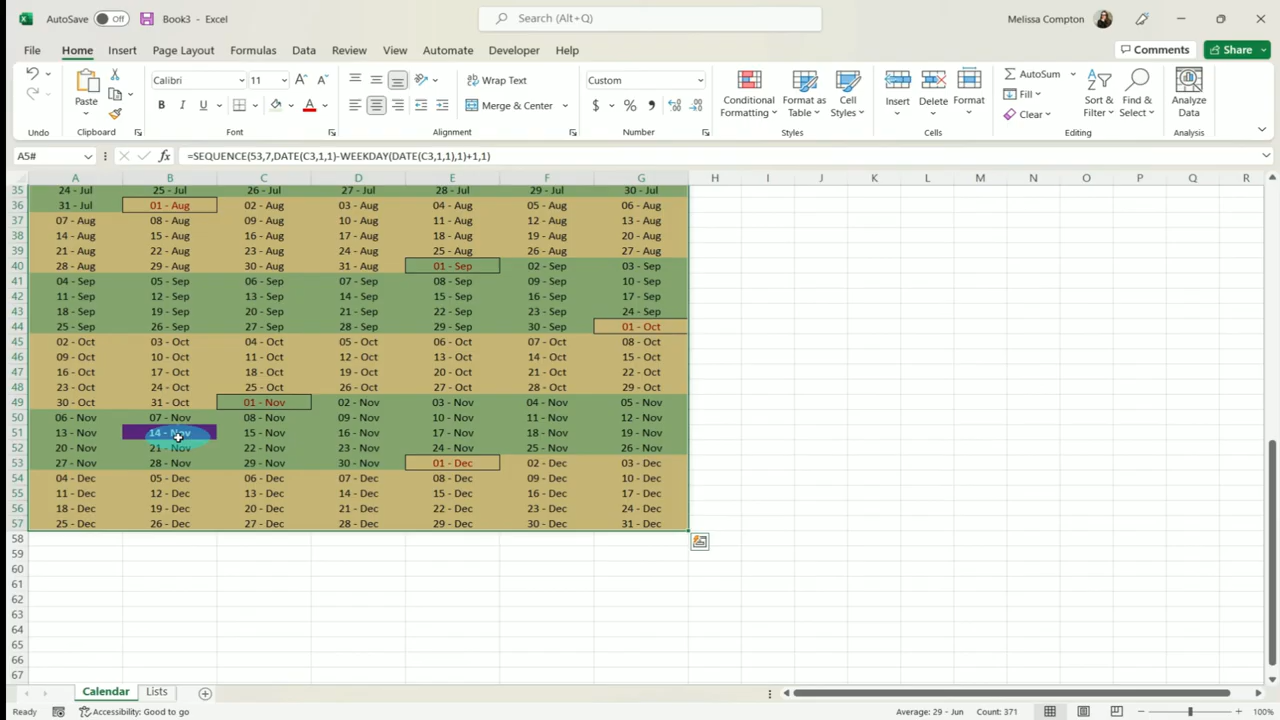 AutoSave Off Book3 - Excel Search (Alt+Q) Melissa Compton
File Home Insert Page Layout Formulas Data Review View Automate Developer Help Comments Share
Calibri 11 Wrap Text Custom AutoSum
Paste Merge & Center $ % , Conditional Formatting Format as Table Cell Styles Insert Delete Format Fill Clear Sort & Filter Find & Select Analyze Data
Undo Clipboard Font Alignment Number Styles Cells Editing Analysis
A5# fx =SEQUENCE(53,7,DATE(C3,1,1)-WEEKDAY(DATE(C3,1,1),1)+1,1)
A B C D E F G H I J K L M N O P Q R
35 24 - Jul 25 - Jul 26 - Jul 27 - Jul 28 - Jul 29 - Jul 30 - Jul
36 31 - Jul 01 - Aug 02 - Aug 03 - Aug 04 - Aug 05 - Aug 06 - Aug
37 07 - Aug 08 - Aug 09 - Aug 10 - Aug 11 - Aug 12 - Aug 13 - Aug
38 14 - Aug 15 - Aug 16 - Aug 17 - Aug 18 - Aug 19 - Aug 20 - Aug
39 21 - Aug 22 - Aug 23 - Aug 24 - Aug 25 - Aug 26 - Aug 27 - Aug
40 28 - Aug 29 - Aug 30 - Aug 31 - Aug 01 - Sep 02 - Sep 03 - Sep
41 04 - Sep 05 - Sep 06 - Sep 07 - Sep 08 - Sep 09 - Sep 10 - Sep
42 11 - Sep 12 - Sep 13 - Sep 14 - Sep 15 - Sep 16 - Sep 17 - Sep
43 18 - Sep 19 - Sep 20 - Sep 21 - Sep 22 - Sep 23 - Sep 24 - Sep
44 25 - Sep 26 - Sep 27 - Sep 28 - Sep 29 - Sep 30 - Sep 01 - Oct
45 02 - Oct 03 - Oct 04 - Oct 05 - Oct 06 - Oct 07 - Oct 08 - Oct
46 09 - Oct 10 - Oct 11 - Oct 12 - Oct 13 - Oct 14 - Oct 15 - Oct
47 16 - Oct 17 - Oct 18 - Oct 19 - Oct 20 - Oct 21 - Oct 22 - Oct
48 23 - Oct 24 - Oct 25 - Oct 26 - Oct 27 - Oct 28 - Oct 29 - Oct
49 30 - Oct 31 - Oct 01 - Nov 02 - Nov 03 - Nov 04 - Nov 05 - Nov
50 06 - Nov 07 - Nov 08 - Nov 09 - Nov 10 - Nov 11 - Nov 12 - Nov
51 13 - Nov 14 - Nov 15 - Nov 16 - Nov 17 - Nov 18 - Nov 19 - Nov
52 20 - Nov 21 - Nov 22 - Nov 23 - Nov 24 - Nov 25 - Nov 26 - Nov
53 27 - Nov 28 - Nov 29 - Nov 30 - Nov 01 - Dec 02 - Dec 03 - Dec
54 04 - Dec 05 - Dec 06 - Dec 07 - Dec 08 - Dec 09 - Dec 10 - Dec
55 11 - Dec 12 - Dec 13 - Dec 14 - Dec 15 - Dec 16 - Dec 17 - Dec
56 18 - Dec 19 - Dec 20 - Dec 21 - Dec 22 - Dec 23 - Dec 24 - Dec
57 25 - Dec 26 - Dec 27 - Dec 28 - Dec 29 - Dec 30 - Dec 31 - Dec
58
59
60
61
62
63
64
65
66
67
Calendar Lists
Ready Accessibility: Good to go Average: 29 - Jun Count: 371 100%